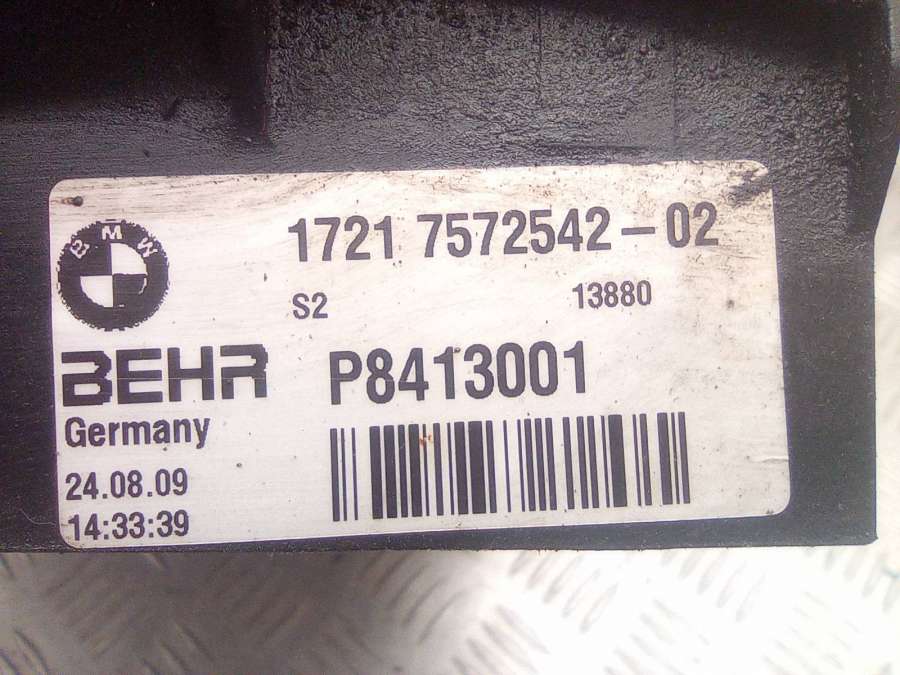 BMW
1721 7572542-02
S2 13880
BEHR P8413001
Germany
24.08.09
14:33:39